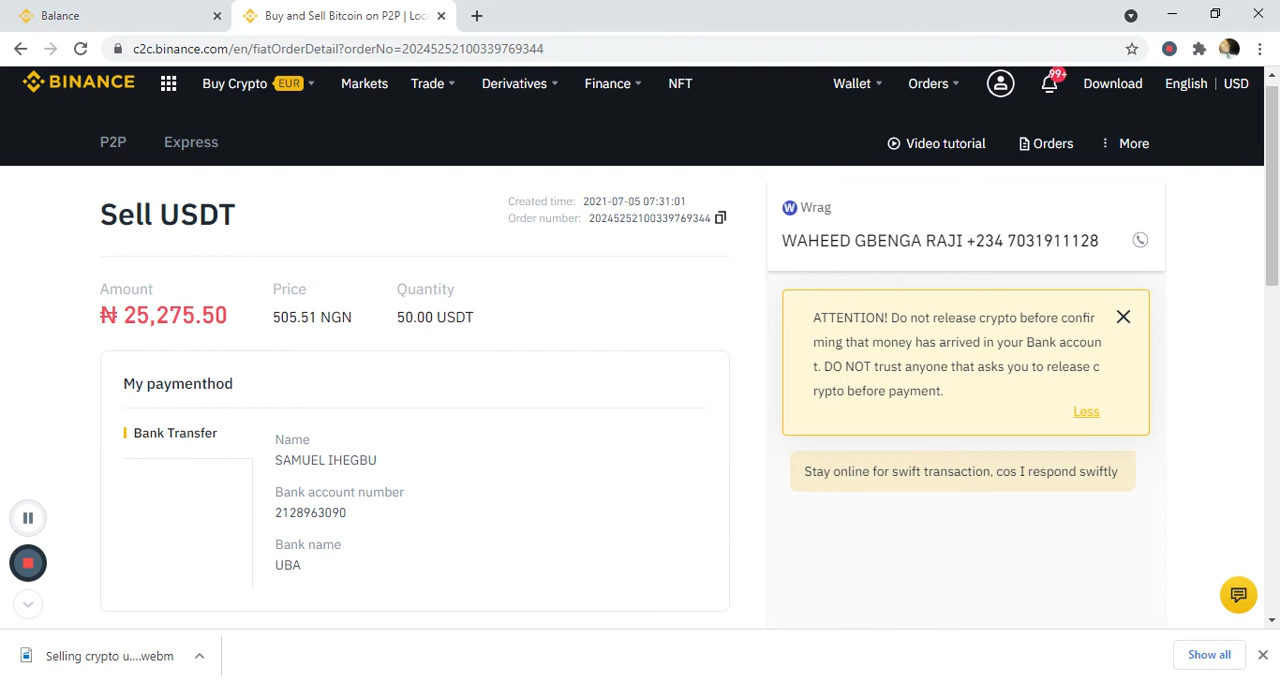 Balance
Buy and Sell Bitcoin on P2P | Loc
c2c.binance.com/en/fiatOrderDetail?orderNo=20245252100339769344
BINANCE Buy Crypto EUR Markets Trade Derivatives Finance NFT Wallet Orders 99+ Download English | USD
P2P Express Video tutorial Orders More
Sell USDT
Created time: 2021-07-05 07:31:01
Order number: 20245252100339769344
Amount Price Quantity
₦ 25,275.50 505.51 NGN 50.00 USDT
My paymenthod
Bank Transfer
Name
SAMUEL IHEGBU
Bank account number
2128963090
Bank name
UBA
W Wrag
WAHEED GBENGA RAJI +234 7031911128
ATTENTION! Do not release crypto before confir
ming that money has arrived in your Bank accoun
t. DO NOT trust anyone that asks you to release c
rypto before payment.
Less
Stay online for swift transaction, cos I respond swiftly
Selling crypto u....webm
Show all